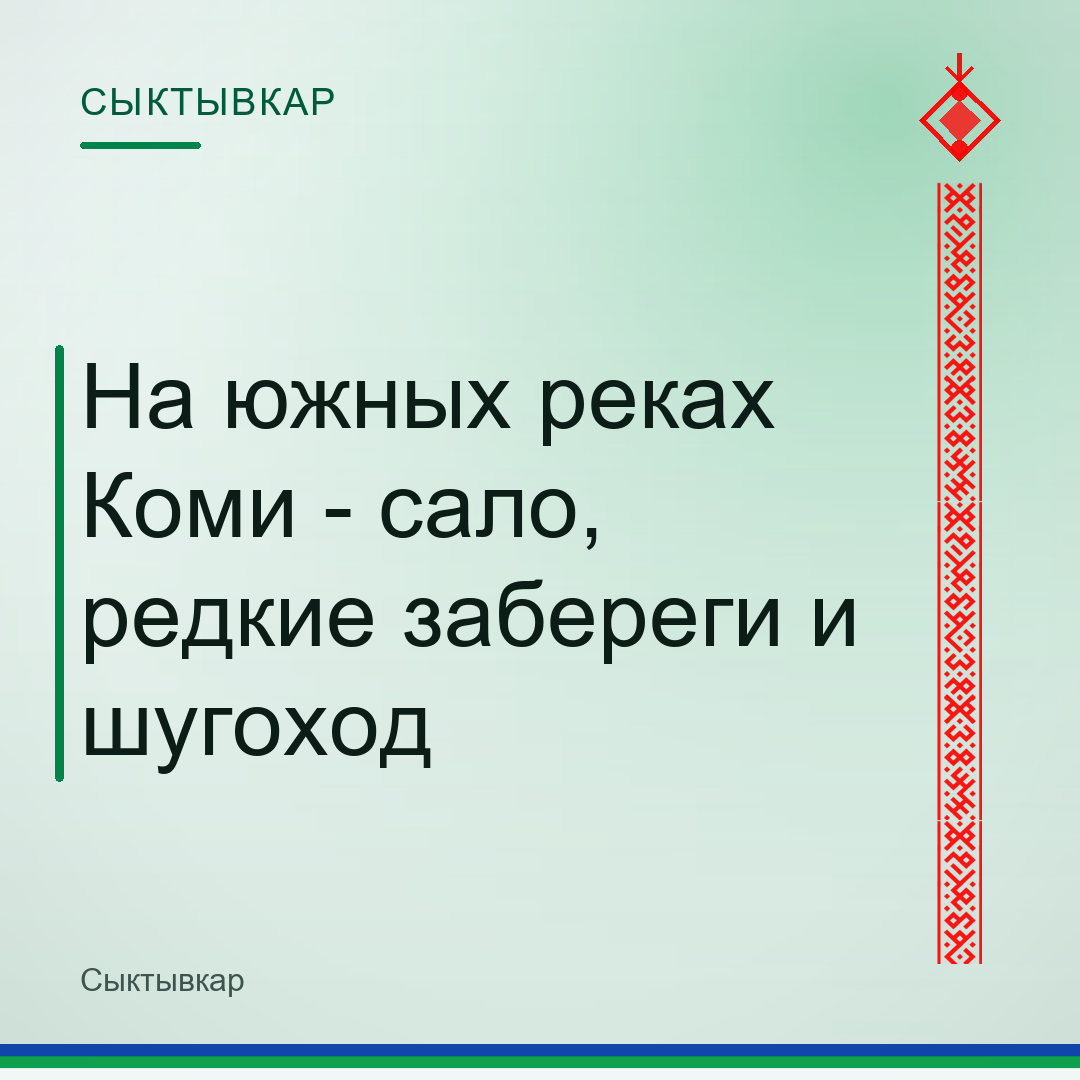 СЫКТЫВКАР
На южных реках
Коми - сало,
редкие забереги и
шугоход
Сыктывкар